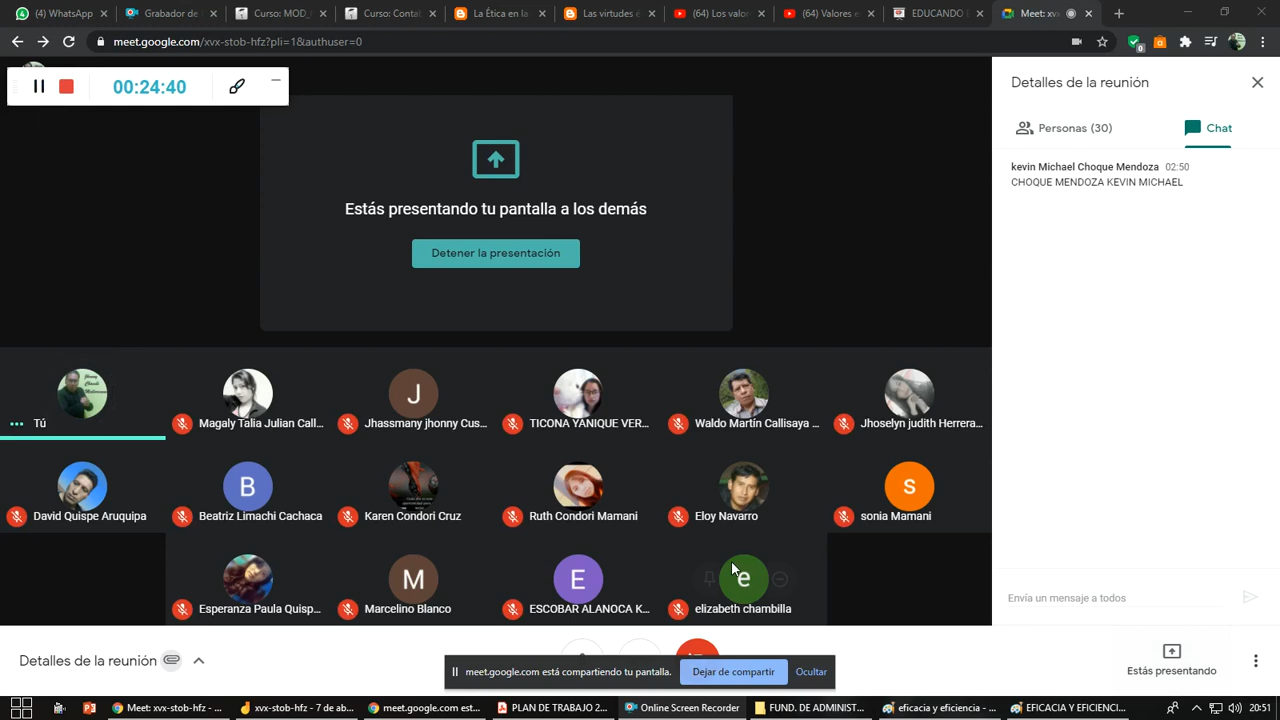 (4) WhatsApp
Grabador de
Curso: MOD_
Curso: Contab
La Ética en la
Las virtudes é
(64) Los valor
(64) Valores e
EDUCANDO L
Meet: xvx
meet.google.com/xvx-stob-hfz?pli=1&authuser=0
0
00:24:40
Detalles de la reunión
Personas (30)
Chat
kevin Michael Choque Mendoza 02:50
CHOQUE MENDOZA KEVIN MICHAEL
Estás presentando tu pantalla a los demás
Detener la presentación
J
Tú
Magaly Talia Julian Call...
Jhassmany jhonny Cus...
TICONA YANIQUE VER...
Waldo Martín Callisaya ...
Jhoselyn judith Herrera...
B
s
David Quispe Aruquipa
Beatriz Limachi Cachaca
Karen Condori Cruz
Ruth Condori Mamani
Eloy Navarro
sonia Mamani
M
E
e
Esperanza Paula Quisp...
Marcelino Blanco
ESCOBAR ALANOCA K...
elizabeth chambilla
Envía un mensaje a todos
Detalles de la reunión
meet.google.com está compartiendo tu pantalla.
Dejar de compartir
Ocultar
Estás presentando
Meet: xvx-stob-hfz - ...
xvx-stob-hfz - 7 de ab...
meet.google.com est...
PLAN DE TRABAJO 2...
Online Screen Recorder
FUND. DE ADMINIST...
eficacia y eficiencia - ...
EFICACIA Y EFICIENCI...
20:51